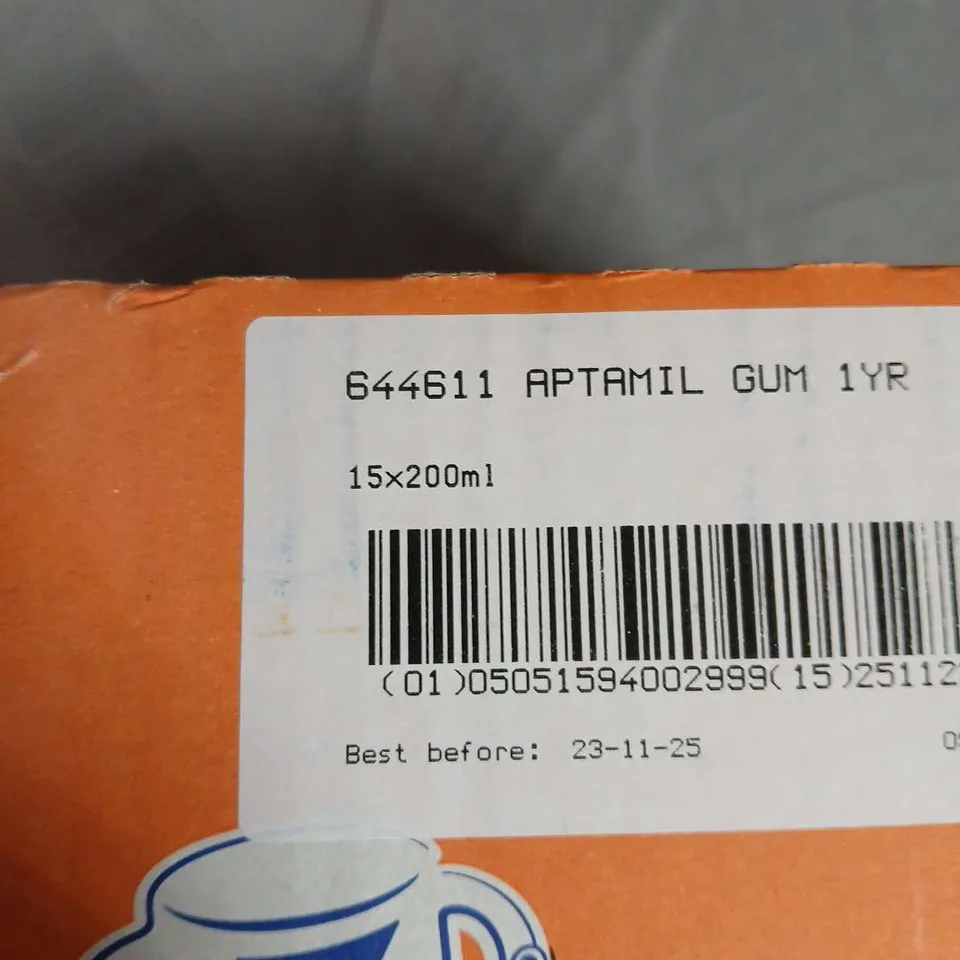 644611 APTAMIL GUM 1YR
15x200ml
(01)05051594002999(15)25112
Best before: 23-11-25